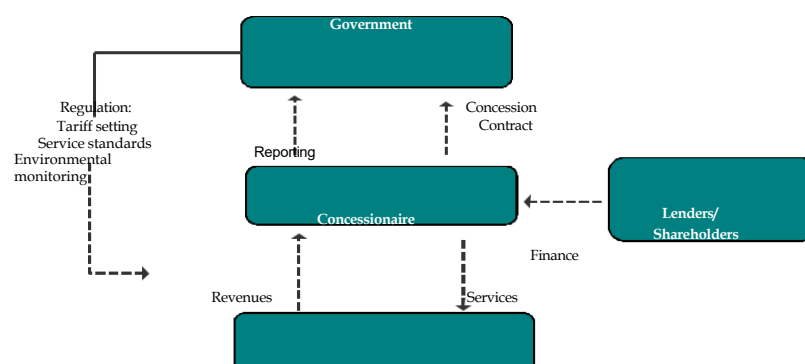 Government
Regulation:
Tariff setting
Service standards
Environmental
monitoring
Concession
Contract
Reporting
Concessionaire
Lenders/
Shareholders
Finance
Revenues
Services